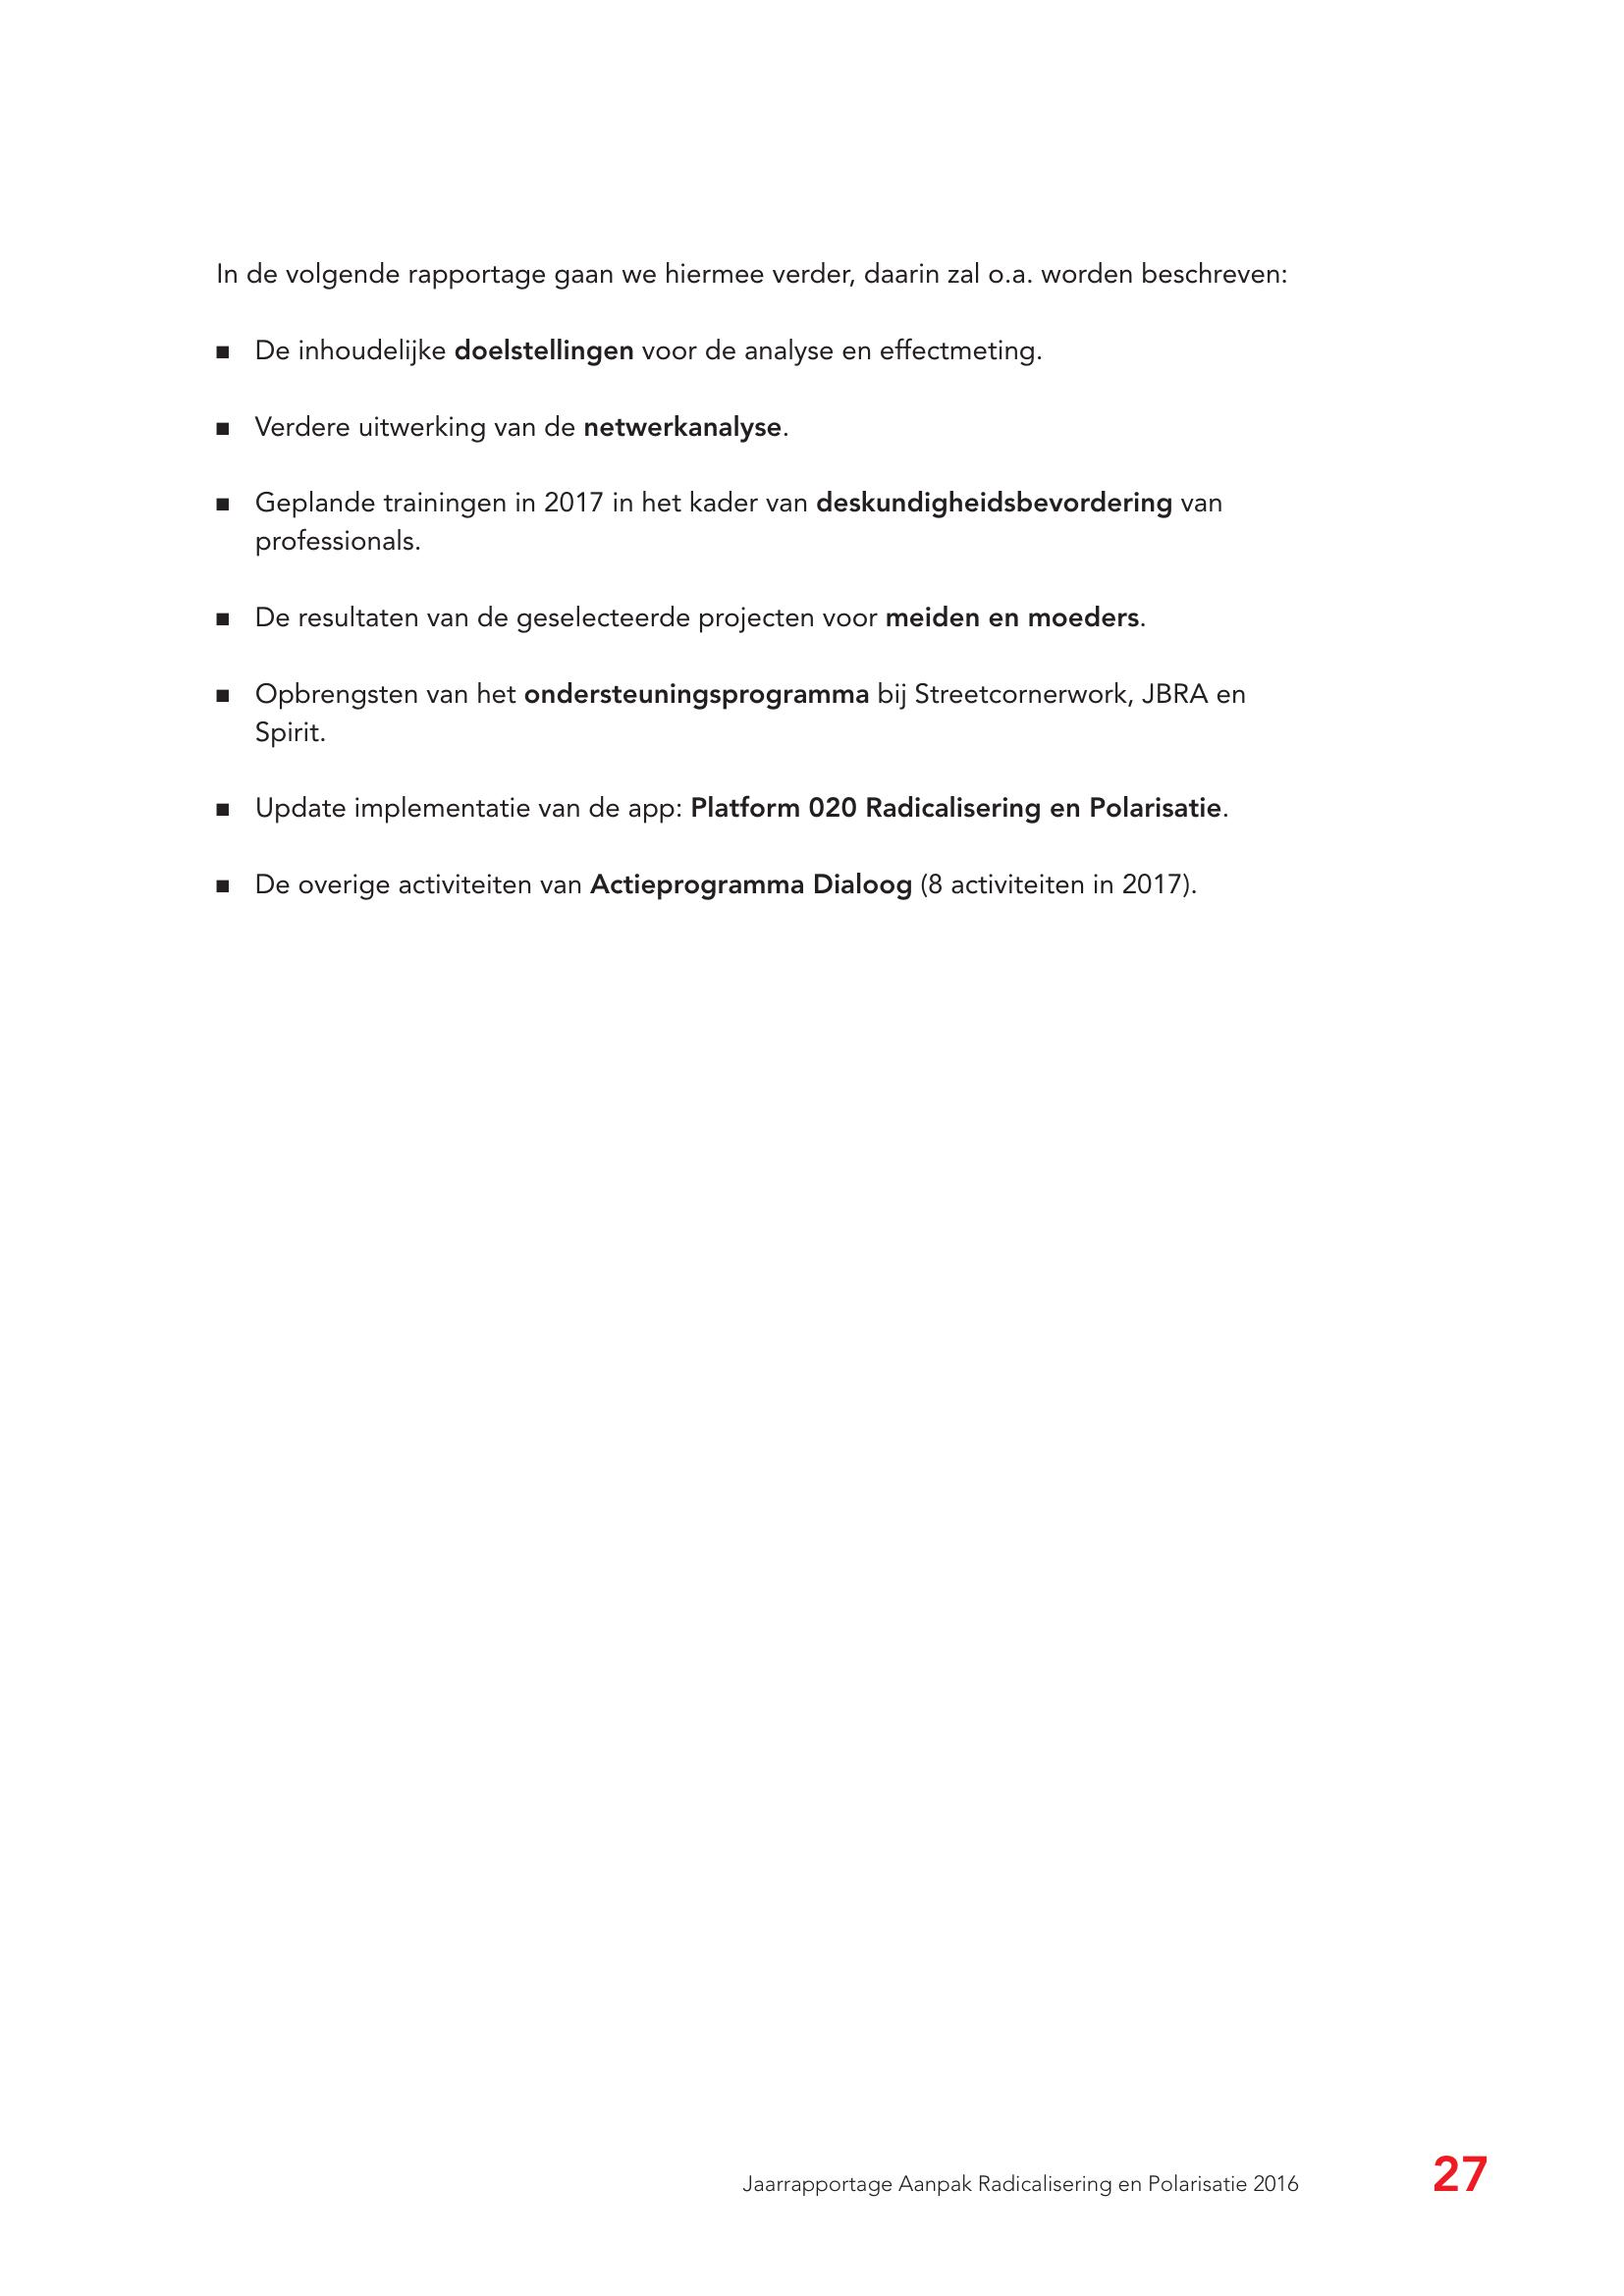 In de volgende rapportage gaan we hiermee verder, daarin zal o.a. worden beschreven:
■ De inhoudelijke doelstellingen voor de analyse en effectmeting.
■ Verdere uitwerking van de netwerkanalyse.
■ Geplande trainingen in 2017 in het kader van deskundigheidsbevordering van
professionals.
■ De resultaten van de geselecteerde projecten voor meiden en moeders.
■ Opbrengsten van het ondersteuningsprogramma bij Streetcornerwork, JBRA en
Spirit.
■ Update implementatie van de app: Platform 020 Radicalisering en Polarisatie.
■ De overige activiteiten van Actieprogramma Dialoog (8 activiteiten in 2017).
Jaarrapportage Aanpak Radicalisering en Polarisatie 2016 27